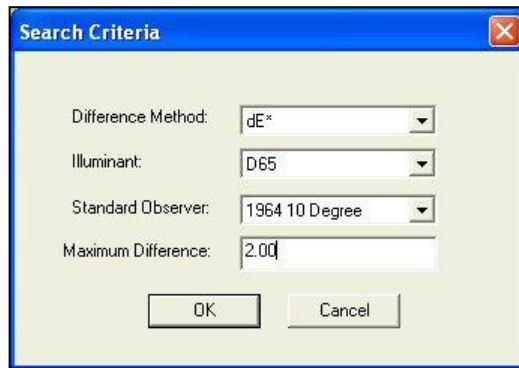 Search Criteria
Difference Method: dE*
Illuminant: D65
Standard Observer: 1964 10 Degree
Maximum Difference: 2.00
OK Cancel